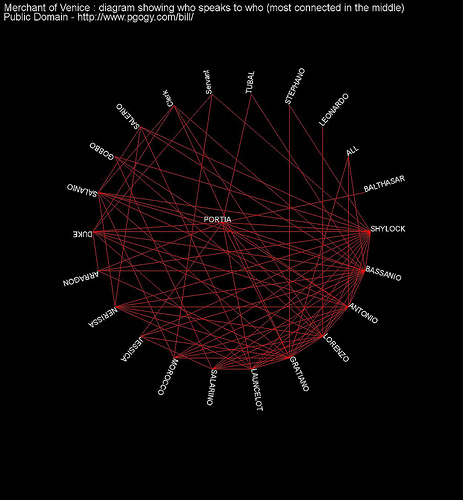 Merchant of Venice : diagram showing who speaks to who (most connected in the middle)
Public Domain - http://www.pgogy.com/bill/
TUBAL
STEPHANO
Servant
Clerk
LEONARDO
SALERIO
ALL
GOBBO
BALTHASAR
SALANIO
PORTIA
SHYLOCK
DUKE
BASSANIO
ARRAGON
ANTONIO
NERISSA
LORENZO
JESSICA
GRATIANO
MOROCCO
SALARINO
LAUNCELOT